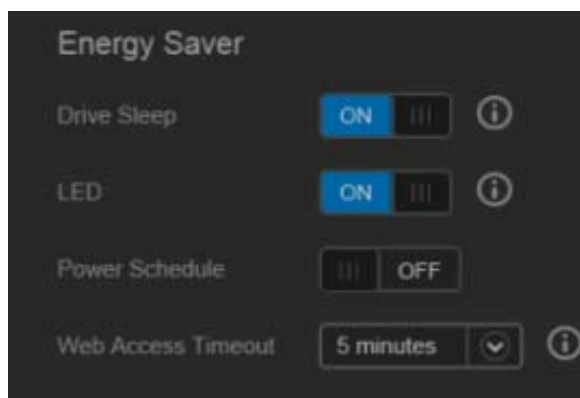 Energy Saver
Drive Sleep ON
LED ON
Power Schedule OFF
Web Access Timeout 5 minutes